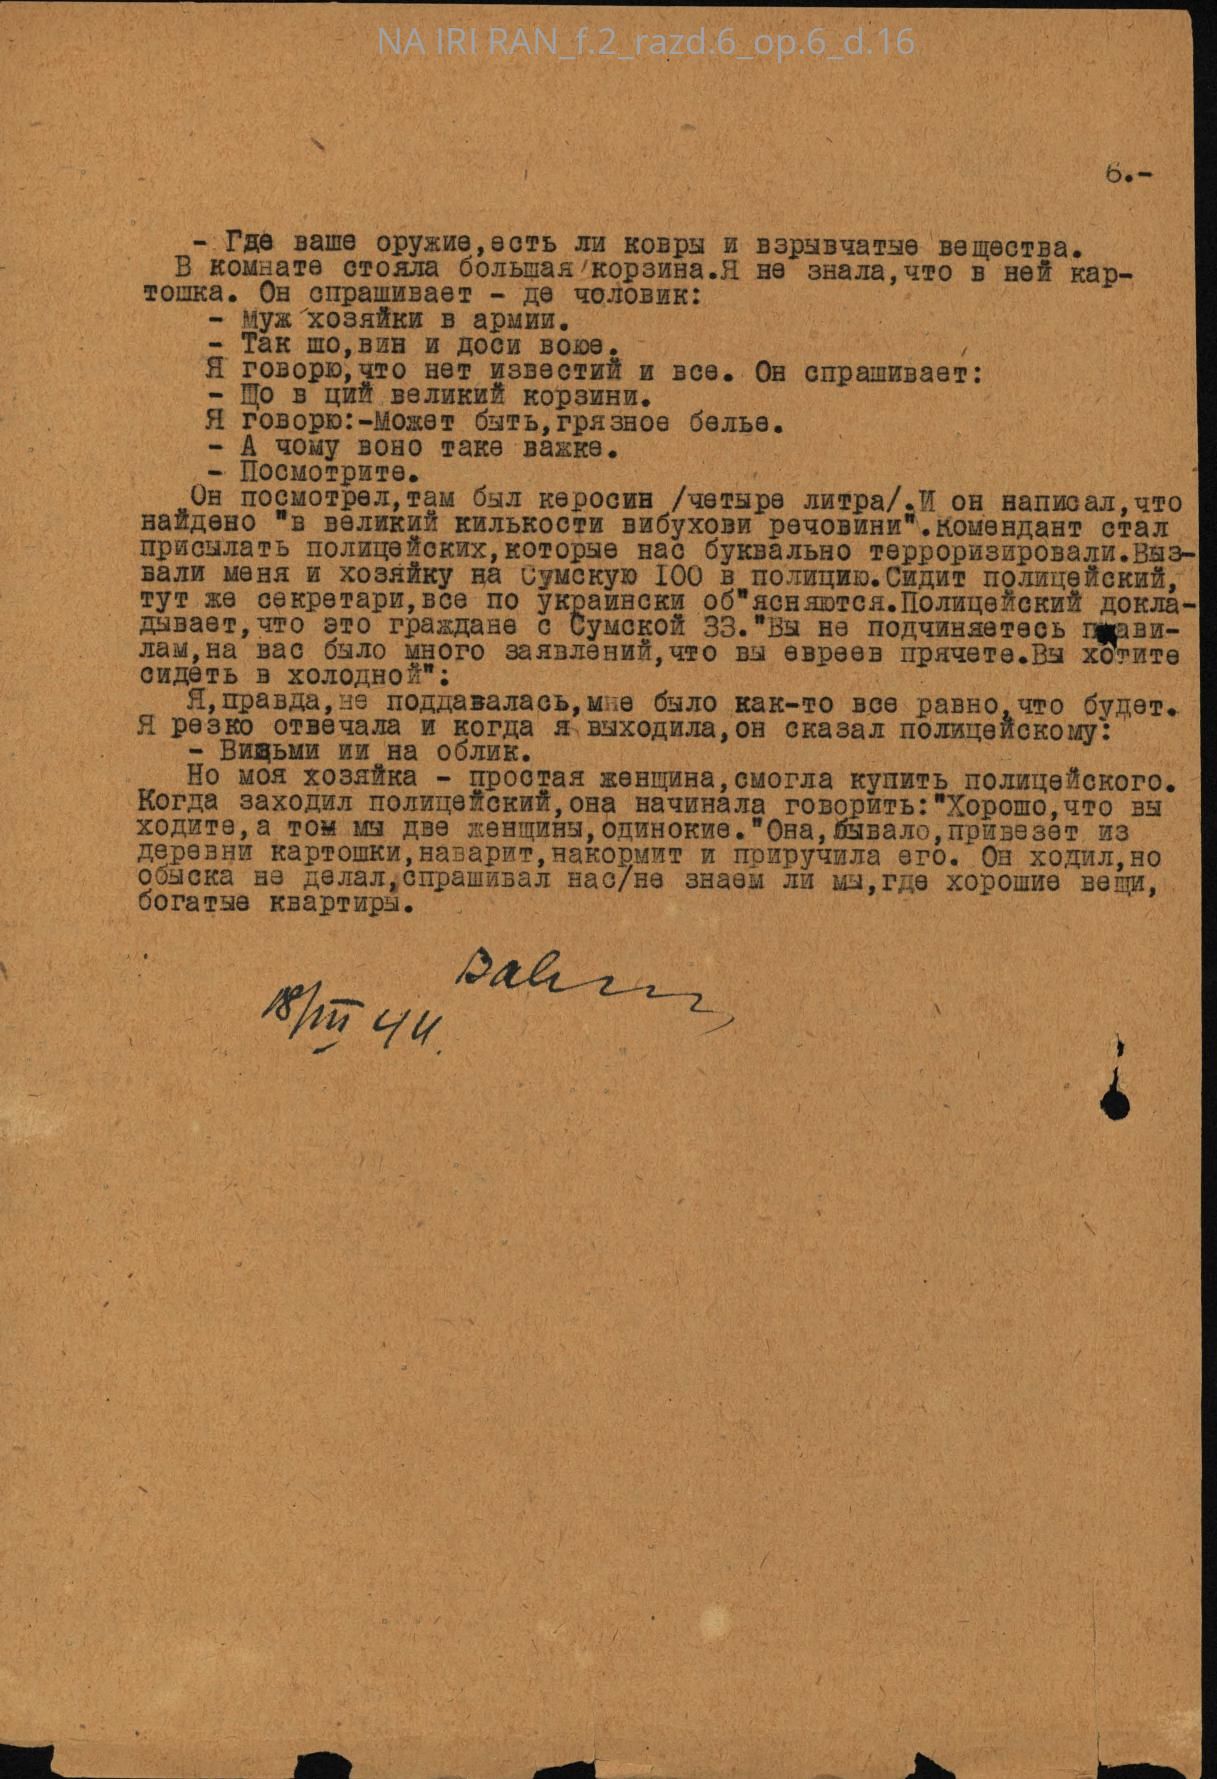 NA IRI RAN_f.2_razd.6_op.6_d.16
6.-
- Где ваше оружие,есть ли ковры и взрывчатые вещества.
В комнате стояла большая корзина.Я не знала,что в ней кар-
тошка. Он спрашивает - де чоловик:
- Муж хозяйки в армии.
- Так шо,вин и доси воюе.
Я говорю,что нет известий и все. Он спрашивает:
- Що в ций великий корзини.
Я говорю:-Может быть,грязное белье.
- А чому воно таке важке.
- Посмотрите.
Он посмотрел,там был керосин /четыре литра/.И он написал,что
найдено "в великий килькости вибухови речовини".Комендант стал
присылать полицейских,которые нас буквально терроризировали.Выз-
вали меня и хозяйку на Сумскую 100 в полицию.Сидит полицейский,
тут же секретари,все по украински об"ясняются.Полицейский докла-
дывает,что это граждане с Сумской 33."Вы не подчиняетесь прави-
лам,на вас было много заявлений,что вы евреев прячете.Вы хотите
сидеть в холодной":
Я,правда,не поддавалась,мне было как-то все равно,что будет.
Я резко отвечала и когда я выходила,он сказал полицейскому:
- Визьми ии на облик.
Но моя хозяйка - простая женщина,смогла купить полицейского.
Когда заходил полицейский,она начинала говорить:"Хорошо,что вы
ходите,а том мы две женщины,одинокие."Она,бывало,привезет из
деревни картошки,наварит,накормит и приручила его. Он ходил,но
обыска не делал,спрашивал нас/не знаем ли мы,где хорошие вещи,
богатые квартиры.
18/III 44.